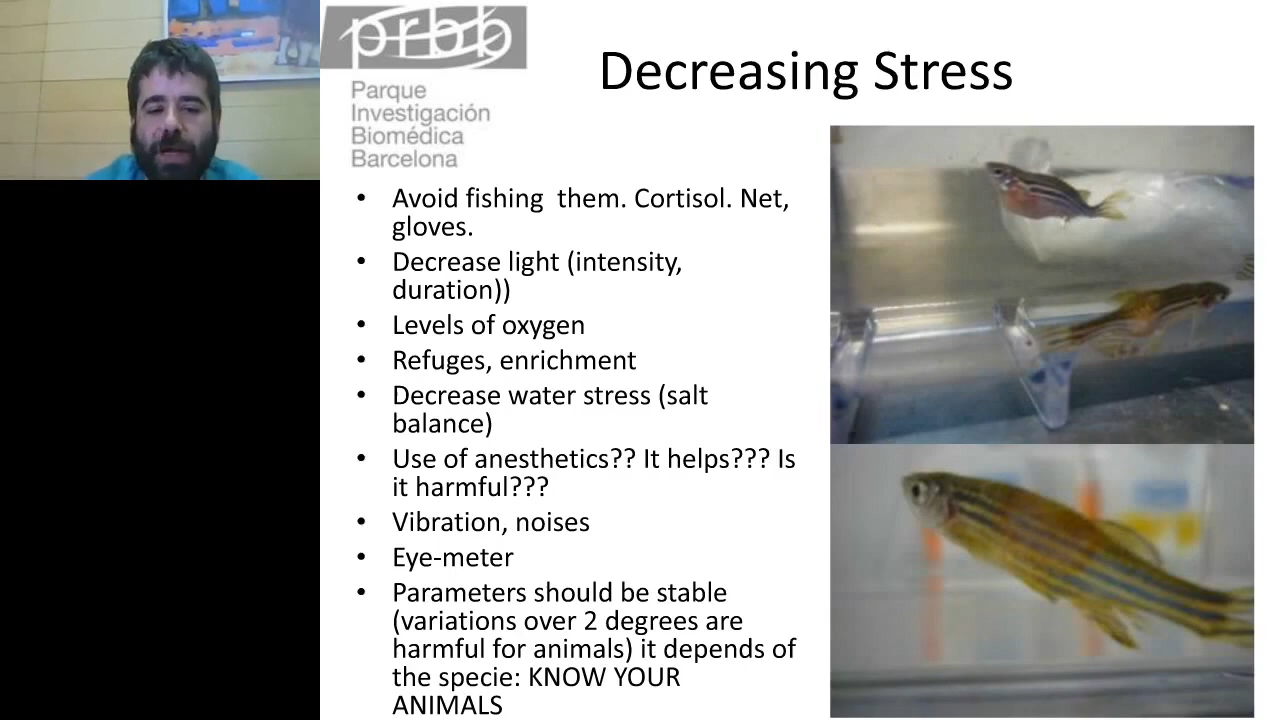 prbb
Decreasing Stress
Parque
Investigación
Biomédica
Barcelona
• Avoid fishing them. Cortisol. Net,
gloves.
• Decrease light (intensity,
duration))
• Levels of oxygen
• Refuges, enrichment
• Decrease water stress (salt
balance)
• Use of anesthetics?? It helps??? Is
it harmful???
• Vibration, noises
• Eye-meter
• Parameters should be stable
(variations over 2 degrees are
harmful for animals) it depends of
the specie: KNOW YOUR
ANIMALS